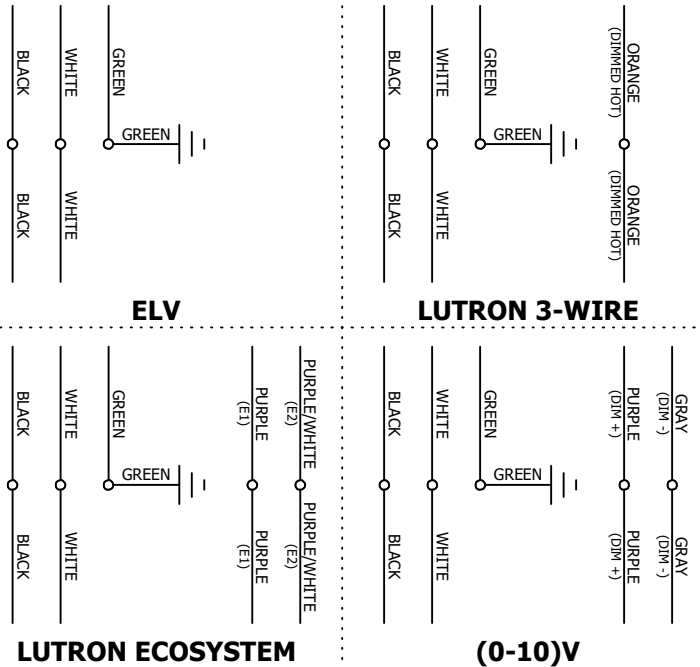 BLACK
WHITE
GREEN
GREEN
BLACK
WHITE
ELV
BLACK
WHITE
GREEN
ORANGE
(DIMMED HOT)
GREEN
BLACK
WHITE
ORANGE
(DIMMED HOT)
LUTRON 3-WIRE
BLACK
WHITE
GREEN
PURPLE
(E1)
PURPLE/WHITE
(E2)
GREEN
BLACK
WHITE
PURPLE
(E1)
PURPLE/WHITE
(E2)
LUTRON ECOSYSTEM
BLACK
WHITE
GREEN
PURPLE
(DIM +)
GRAY
(DIM -)
GREEN
BLACK
WHITE
PURPLE
(DIM +)
GRAY
(DIM -)
(0-10)V